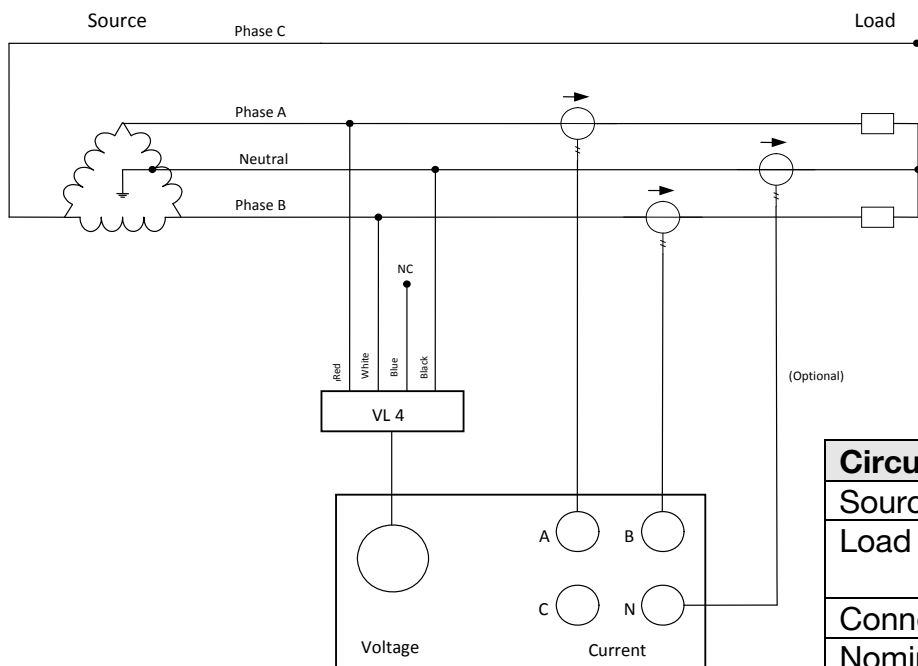 Source
Load
Phase C
Phase A
Neutral
Phase B
NC
Red
White
Blue
Black
(Optional)
VL 4
A
B
C
N
Voltage
Current
Circu
Sourc
Load
Conne
Nomin